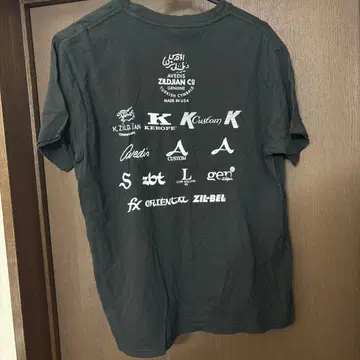 AVEDIS
ZILDJIAN CO
GENUINE
TURKISH CYMBALS
MADE IN U.S.A.
K ZILDJIAN
K KEROPE K Custom K
Avedis A CUSTOM A
S zbt L gen
fx ORIENTAL ZIL-BEL